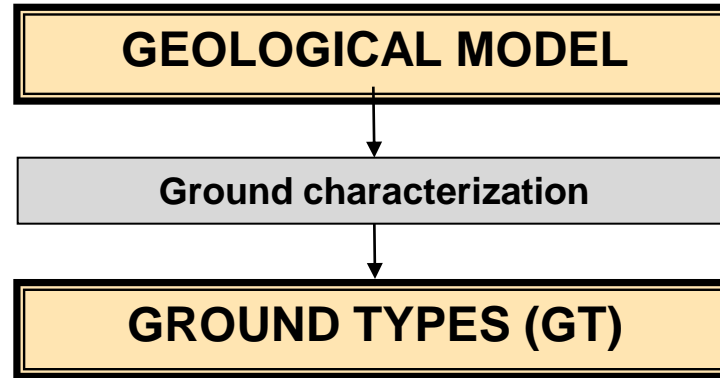 GEOLOGICAL MODEL
Ground characterization
GROUND TYPES (GT)